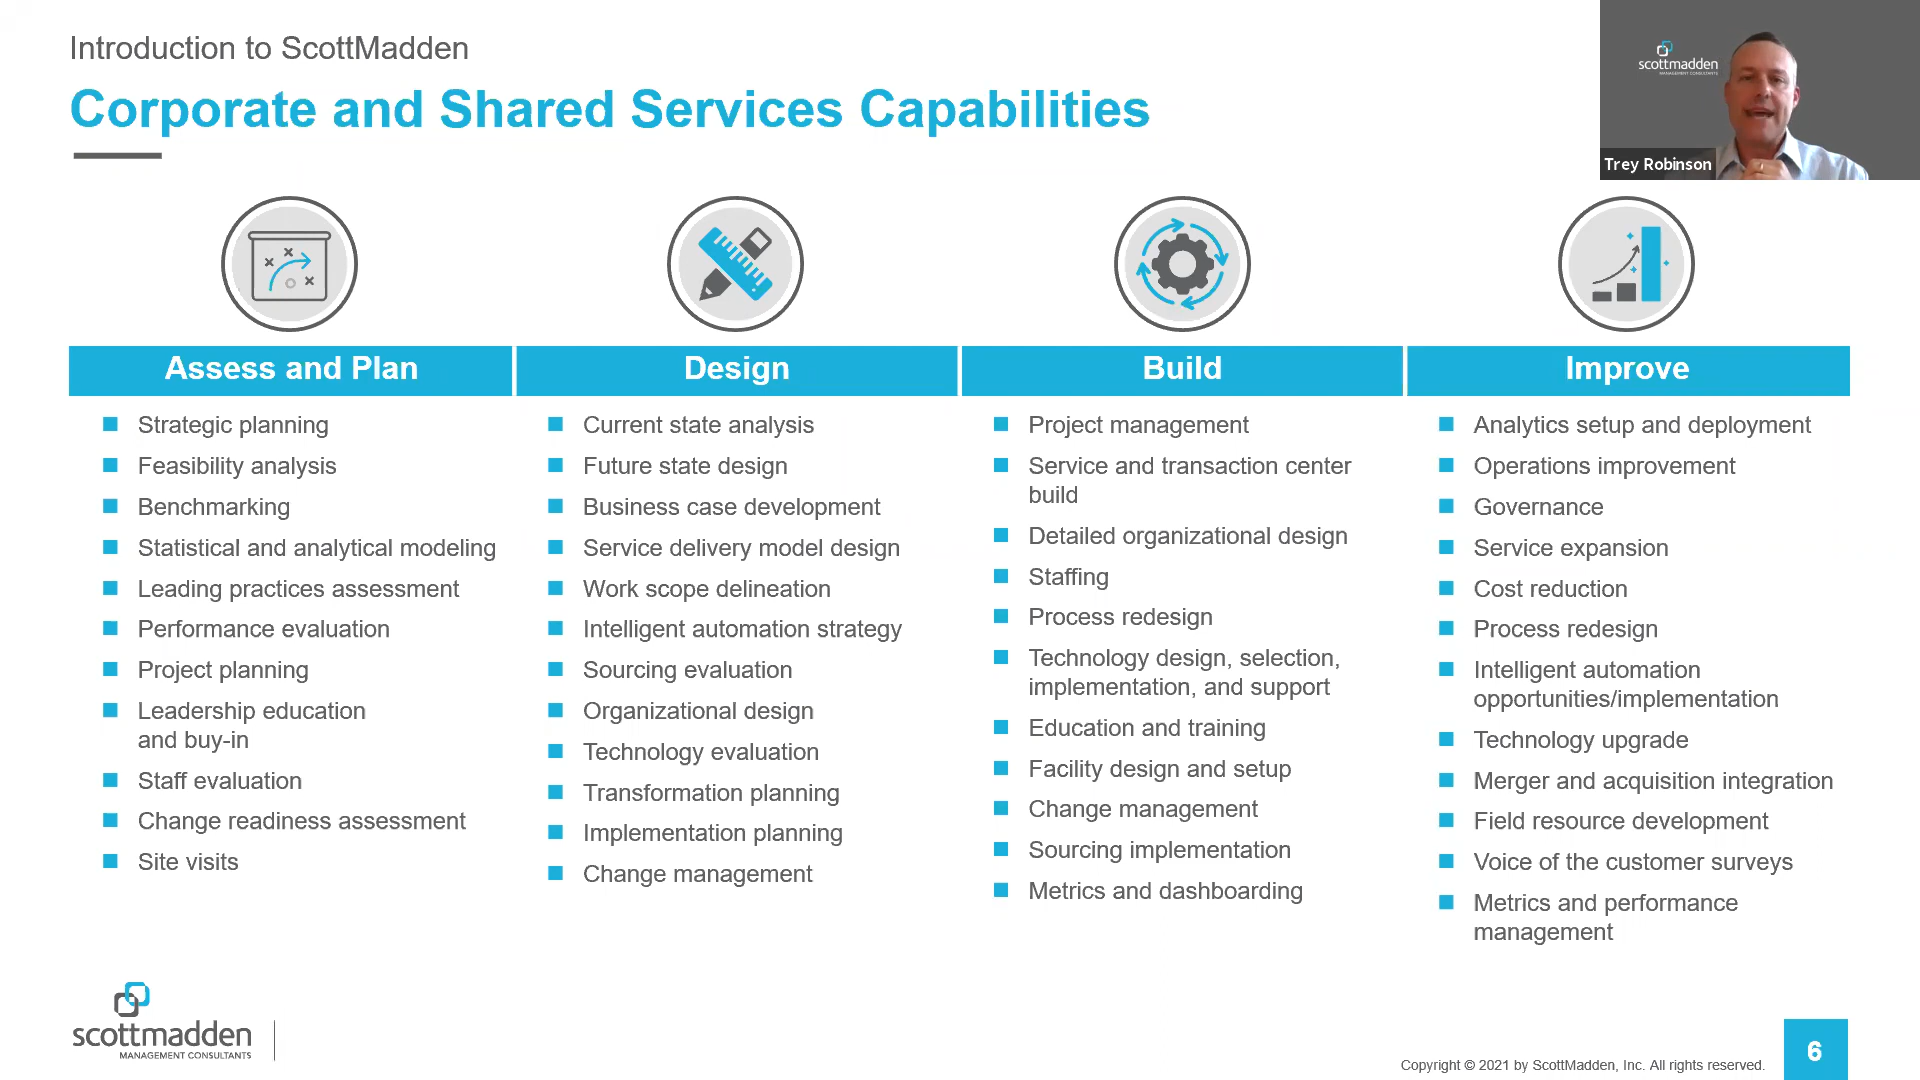 Introduction to ScottMadden
Corporate and Shared Services Capabilities
scottmadden
MANAGEMENT CONSULTANTS
Trey Robinson
Assess and Plan
Strategic planning
Feasibility analysis
Benchmarking
Statistical and analytical modeling
Leading practices assessment
Performance evaluation
Project planning
Leadership education
and buy-in
Staff evaluation
Change readiness assessment
Site visits
Design
Current state analysis
Future state design
Business case development
Service delivery model design
Work scope delineation
Intelligent automation strategy
Sourcing evaluation
Organizational design
Technology evaluation
Transformation planning
Implementation planning
Change management
Build
Project management
Service and transaction center
build
Detailed organizational design
Staffing
Process redesign
Technology design, selection,
implementation, and support
Education and training
Facility design and setup
Change management
Sourcing implementation
Metrics and dashboarding
Improve
Analytics setup and deployment
Operations improvement
Governance
Service expansion
Cost reduction
Process redesign
Intelligent automation
opportunities/implementation
Technology upgrade
Merger and acquisition integration
Field resource development
Voice of the customer surveys
Metrics and performance
management
scottmadden
MANAGEMENT CONSULTANTS
Copyright © 2021 by ScottMadden, Inc. All rights reserved.
6